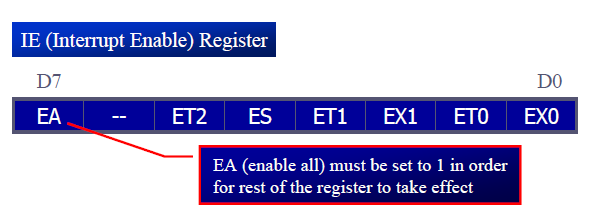 IE (Interrupt Enable) Register
D7 D0
EA -- ET2 ES ET1 EX1 ET0 EX0
EA (enable all) must be set to 1 in order
for rest of the register to take effect